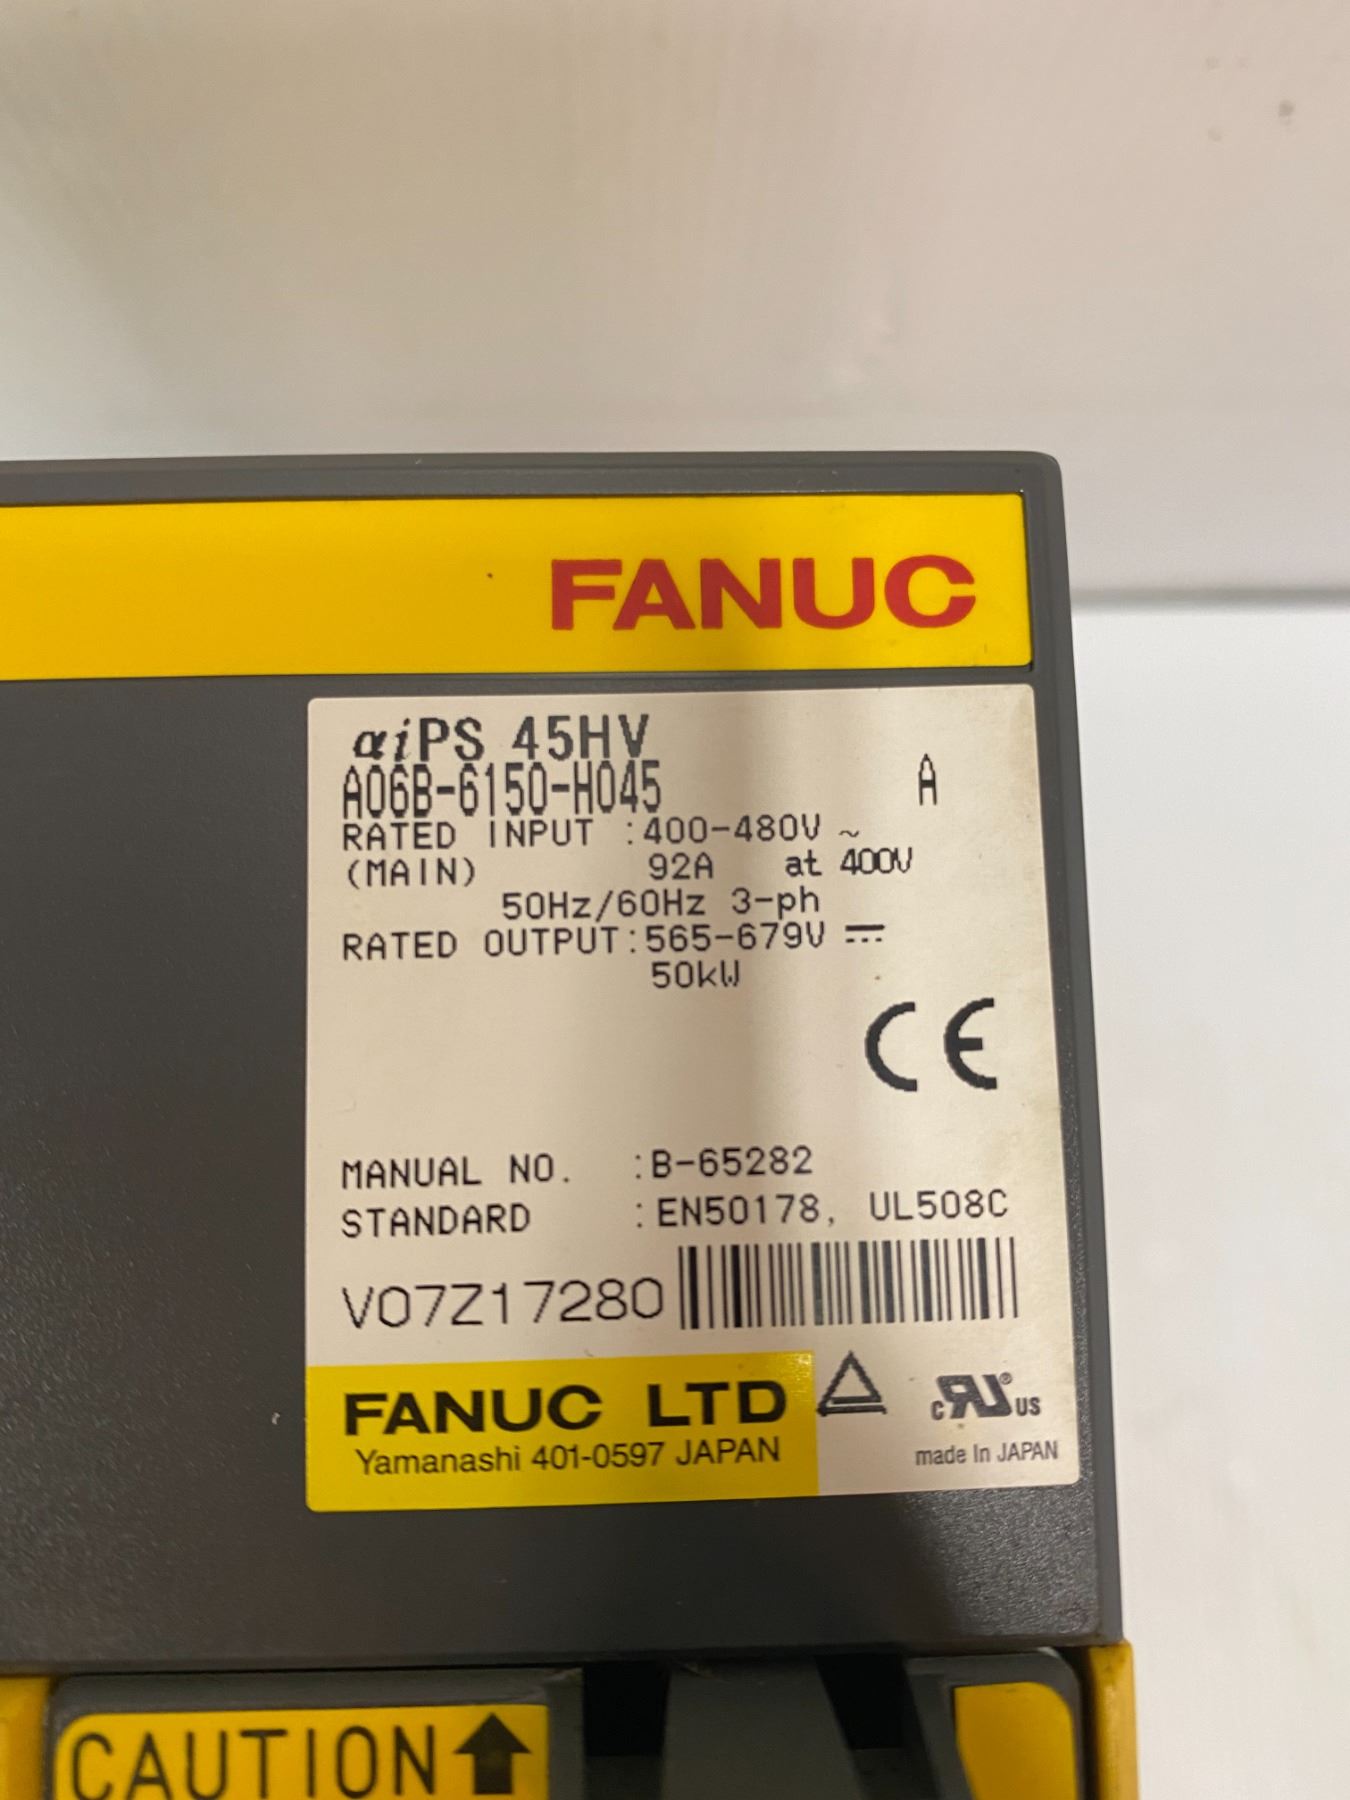 FANUC
αiPS 45HV
A06B-6150-H045 A
RATED INPUT :400-480V ~
(MAIN) 92A at 400V
50Hz/60Hz 3-ph
RATED OUTPUT:565-679V ⎓
50kW
CE
MANUAL NO. :B-65282
STANDARD :EN50178, UL508C
V07Z17280
FANUC LTD
Yamanashi 401-0597 JAPAN
c RU ® US
made In JAPAN
CAUTION